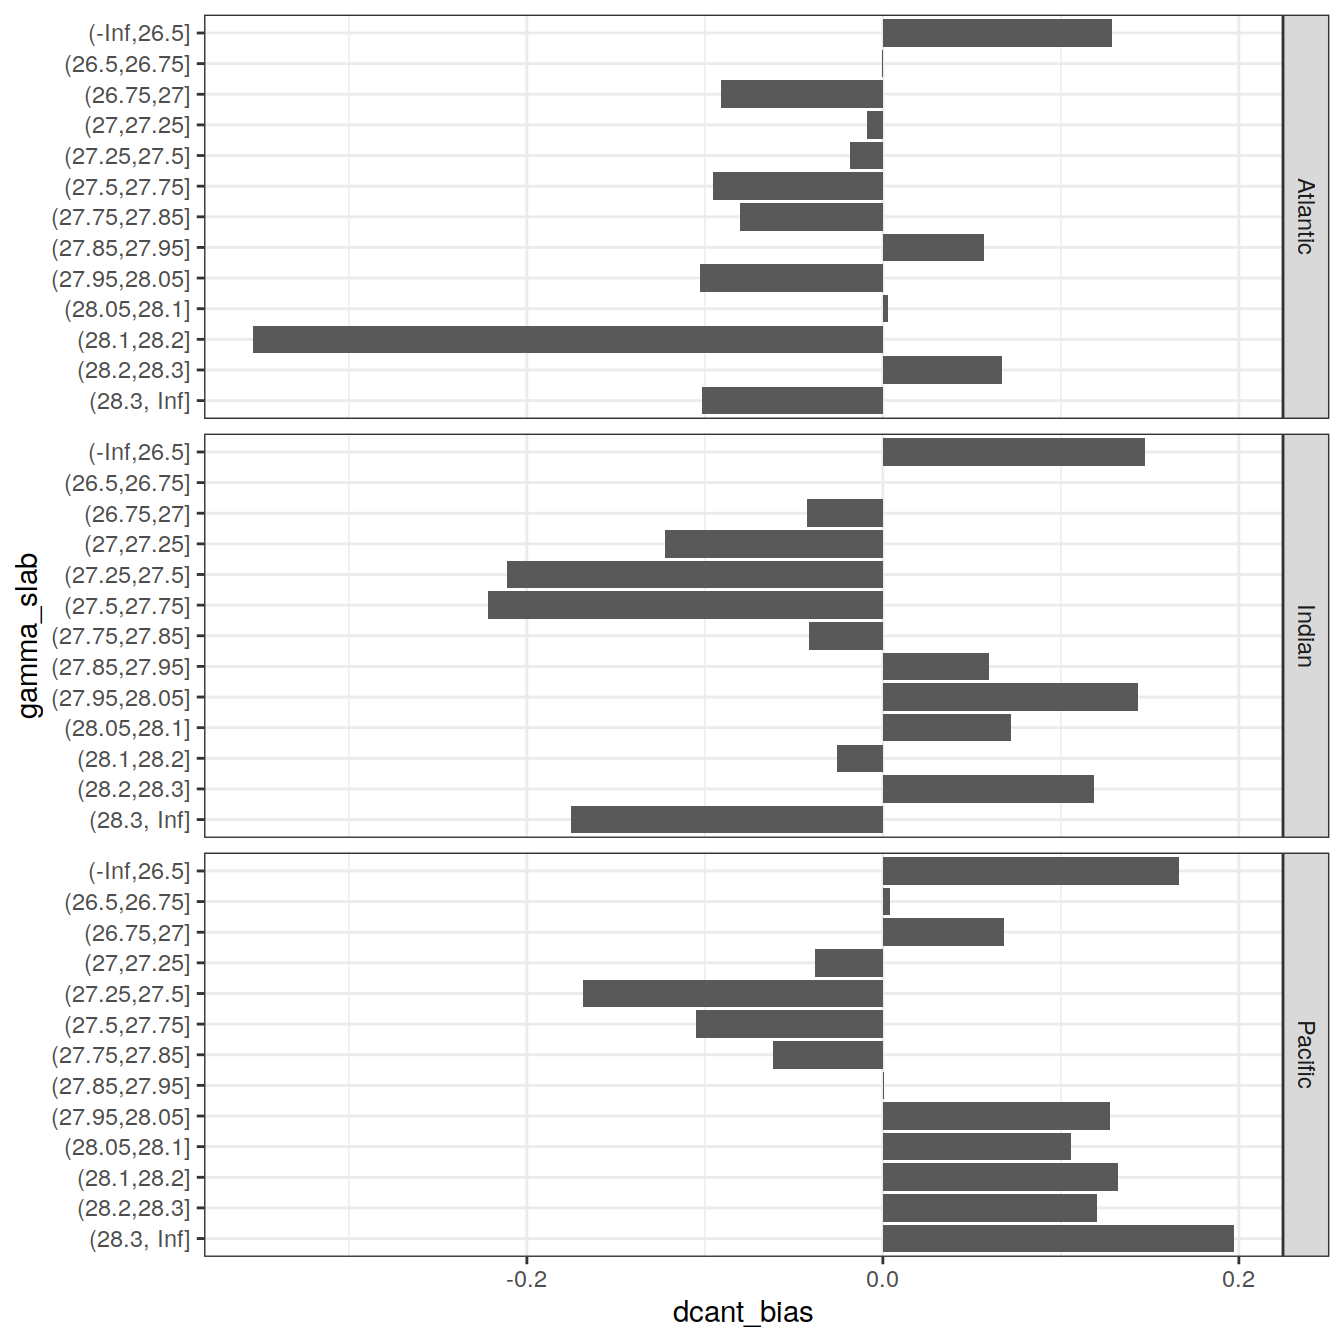 (-Inf,26.5]
(26.5,26.75]
(26.75,27]
(27,27.25]
(27.25,27.5]
(27.5,27.75]
(27.75,27.85]
(27.85,27.95]
(27.95,28.05]
(28.05,28.1]
(28.1,28.2]
(28.2,28.3]
(28.3, Inf]
Atlantic
(-Inf,26.5]
(26.5,26.75]
(26.75,27]
(27,27.25]
(27.25,27.5]
(27.5,27.75]
(27.75,27.85]
(27.85,27.95]
(27.95,28.05]
(28.05,28.1]
(28.1,28.2]
(28.2,28.3]
(28.3, Inf]
Indian
gamma_slab
(-Inf,26.5]
(26.5,26.75]
(26.75,27]
(27,27.25]
(27.25,27.5]
(27.5,27.75]
(27.75,27.85]
(27.85,27.95]
(27.95,28.05]
(28.05,28.1]
(28.1,28.2]
(28.2,28.3]
(28.3, Inf]
Pacific
-0.2 0.0 0.2
dcant_bias